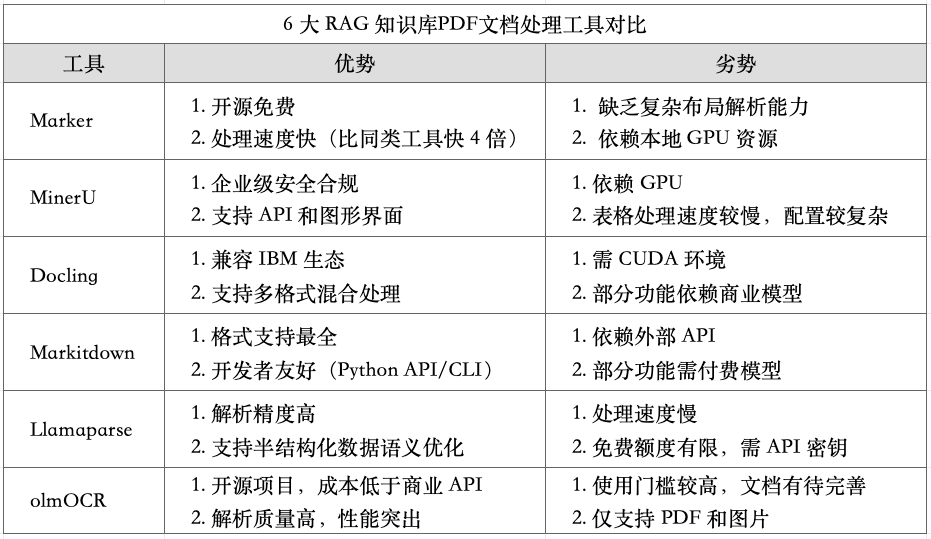 6 大 RAG 知识库PDF文档处理工具对比
工具 优势 劣势
Marker
1. 开源免费
2. 处理速度快（比同类工具快 4 倍）
1. 缺乏复杂布局解析能力
2. 依赖本地 GPU 资源
MinerU
1. 企业级安全合规
2. 支持 API 和图形界面
1. 依赖 GPU
2. 表格处理速度较慢，配置较复杂
Docling
1. 兼容 IBM 生态
2. 支持多格式混合处理
1. 需 CUDA 环境
2. 部分功能依赖商业模型
Markitdown
1. 格式支持最全
2. 开发者友好（Python API/CLI）
1. 依赖外部 API
2. 部分功能需付费模型
Llamaparse
1. 解析精度高
2. 支持半结构化数据语义优化
1. 处理速度慢
2. 免费额度有限，需 API 密钥
olmOCR
1. 开源项目，成本低于商业 API
2. 解析质量高，性能突出
1. 使用门槛较高，文档有待完善
2. 仅支持 PDF 和图片